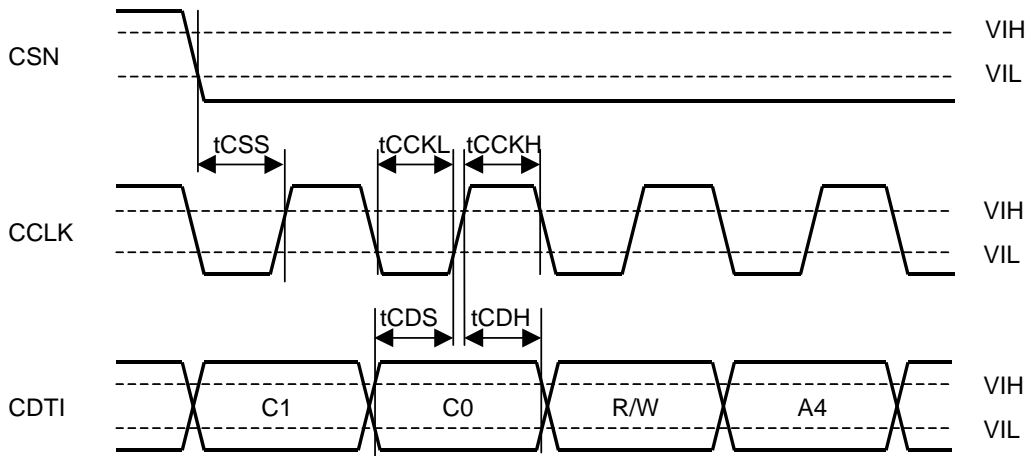 VIH
CSN
VIL
tCSS tCCKL tCCKH
VIH
CCLK
VIL
tCDS tCDH
VIH
CDTI C1 C0 R/W A4
VIL